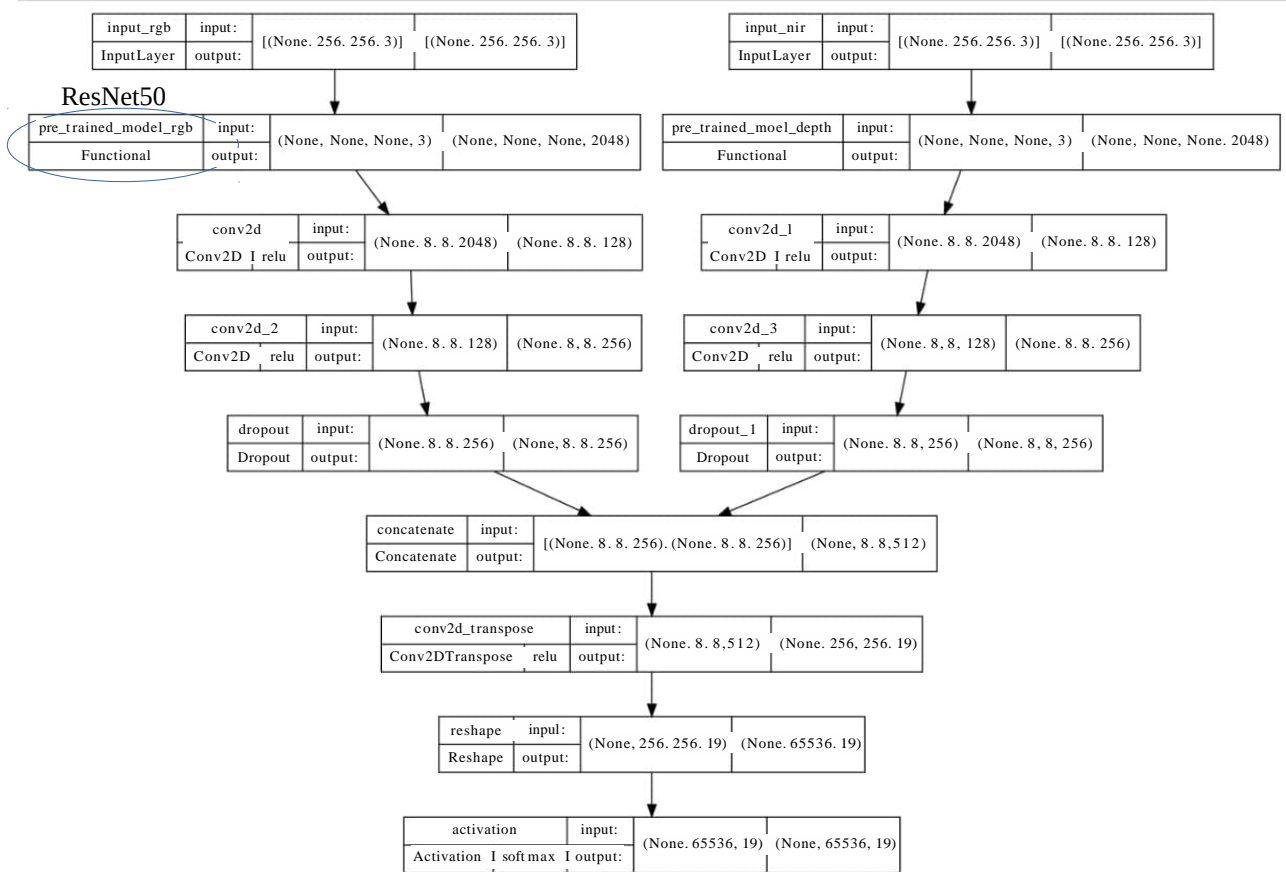 input_rgb input: [(None. 256. 256. 3)] [(None. 256. 256. 3)]
InputLayer output:
input_nir input: [(None. 256. 256. 3)] [(None. 256. 256. 3)]
InputLayer output:
ResNet50
pre_trained_model_rgb input: (None, None, None, 3) (None, None, None, 2048)
Functional output:
pre_trained_moel_depth input: (None, None, None, 3) (None, None, None. 2048)
Functional output:
conv2d input: (None. 8. 8. 2048) (None. 8. 8. 128)
Conv2D I relu output:
conv2d_1 input: (None. 8. 8. 2048) (None. 8. 8. 128)
Conv2D I relu output:
conv2d_2 input: (None. 8. 8. 128) (None. 8, 8. 256)
Conv2D relu output:
conv2d_3 input: (None. 8, 8, 128) (None. 8. 8. 256)
Conv2D relu output:
dropout input: (None. 8. 8. 256) (None, 8. 8. 256)
Dropout output:
dropout_1 input: (None. 8. 8, 256) (None, 8, 8, 256)
Dropout output:
concatenate input: [(None. 8. 8. 256). (None. 8. 8. 256)] (None, 8. 8,512)
Concatenate output:
conv2d_transpose input: (None. 8. 8,512) (None. 256, 256. 19)
Conv2DTranspose relu output:
reshape inpul: (None, 256. 256. 19) (None. 65536. 19)
Reshape output:
activation input: (None. 65536, 19) (None, 65536, 19)
Activation I softmax I output: